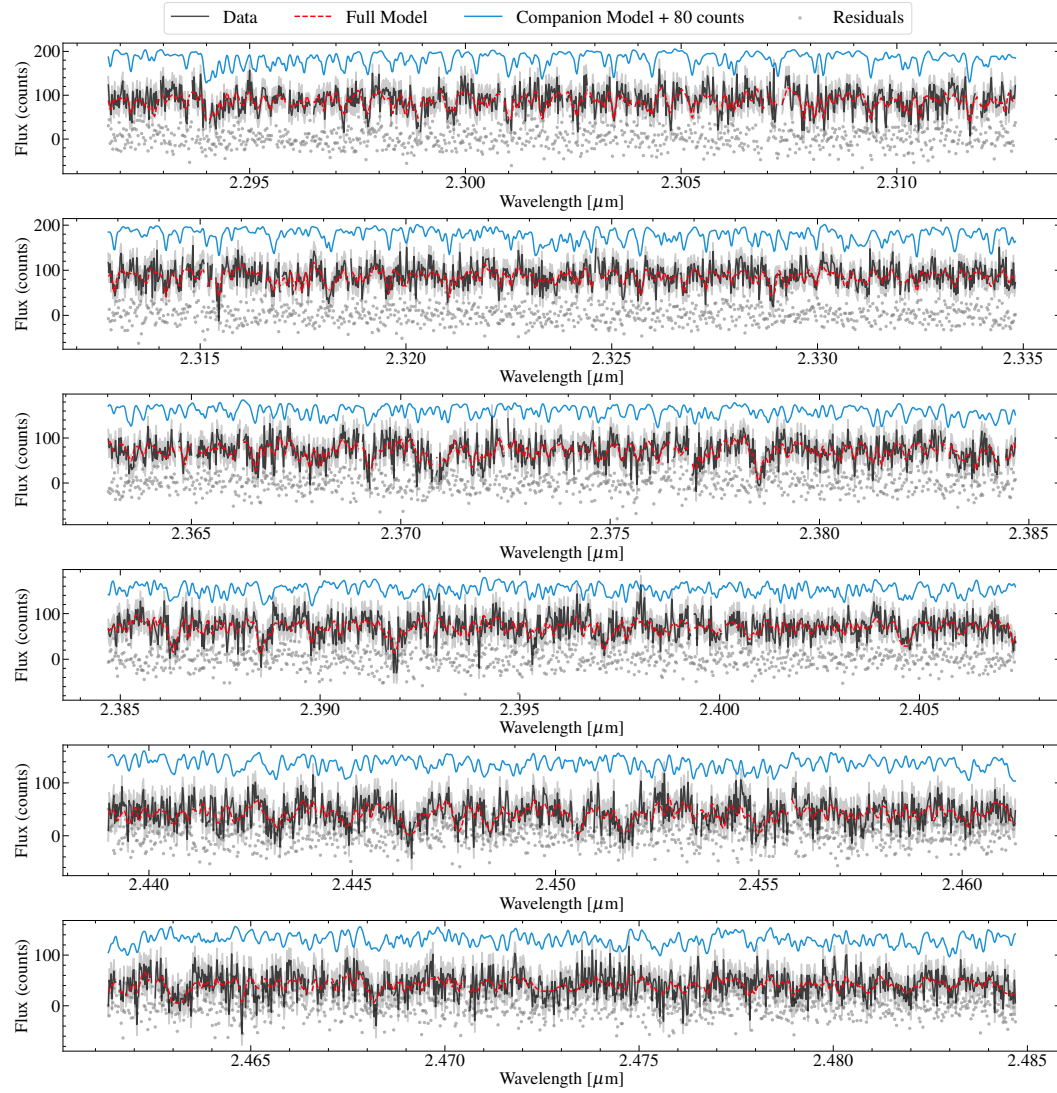 Data Full Model Companion Model + 80 counts Residuals
200
100
0
Flux (counts)
2.295 2.300 2.305 2.310
Wavelength [μm]
200
100
0
Flux (counts)
2.315 2.320 2.325 2.330 2.335
Wavelength [μm]
100
0
Flux (counts)
2.365 2.370 2.375 2.380 2.385
Wavelength [μm]
100
0
Flux (counts)
2.385 2.390 2.395 2.400 2.405
Wavelength [μm]
100
0
Flux (counts)
2.440 2.445 2.450 2.455 2.460
Wavelength [μm]
100
0
Flux (counts)
2.465 2.470 2.475 2.480 2.485
Wavelength [μm]